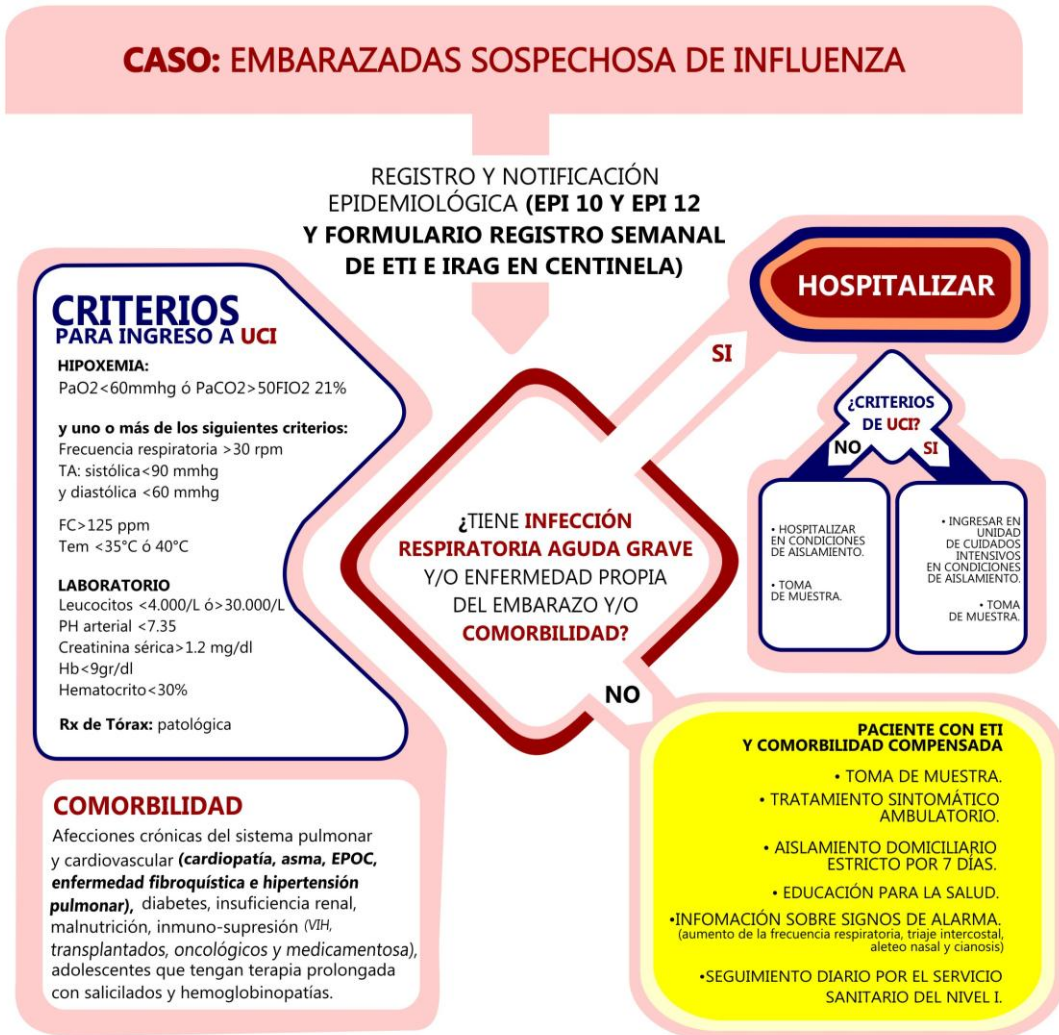 CASO: EMBARAZADAS SOSPECHOSA DE INFLUENZA
REGISTRO Y NOTIFICACIÓN
EPIDEMIOLÓGICA (EPI 10 Y EPI 12
Y FORMULARIO REGISTRO SEMANAL
DE ETI E IRAG EN CENTINELA)
CRITERIOS
PARA INGRESO A UCI
HIPOXEMIA:
PaO2<60mmhg ó PaCO2>50FIO2 21%
y uno o más de los siguientes criterios:
Frecuencia respiratoria >30 rpm
TA: sistólica<90 mmhg
y diastólica <60 mmhg
FC>125 ppm
Tem <35°C ó 40°C
LABORATORIO
Leucocitos <4.000/L ó>30.000/L
PH arterial <7.35
Creatinina sérica>1.2 mg/dl
Hb<9gr/dl
Hematocrito<30%
Rx de Tórax: patológica
COMORBILIDAD
Afecciones crónicas del sistema pulmonar
y cardiovascular (cardiopatía, asma, EPOC,
enfermedad fibroquística e hipertensión
pulmonar), diabetes, insuficiencia renal,
malnutrición, inmuno-supresión (VIH,
transplantados, oncológicos y medicamentosa),
adolescentes que tengan terapia prolongada
con salicilados y hemoglobinopatías.
¿TIENE INFECCIÓN
RESPIRATORIA AGUDA GRAVE
Y/O ENFERMEDAD PROPIA
DEL EMBARAZO Y/O
COMORBILIDAD?
SI
HOSPITALIZAR
¿CRITERIOS
DE UCI?
NO
SI
• HOSPITALIZAR
EN CONDICIONES
DE AISLAMIENTO.
• TOMA
DE MUESTRA.
• INGRESAR EN
UNIDAD
DE CUIDADOS
INTENSIVOS
EN CONDICIONES
DE AISLAMIENTO.
• TOMA
DE MUESTRA.
NO
PACIENTE CON ETI
Y COMORBILIDAD COMPENSADA
• TOMA DE MUESTRA.
• TRATAMIENTO SINTOMÁTICO
AMBULATORIO.
• AISLAMIENTO DOMICILIARIO
ESTRICTO POR 7 DÍAS.
• EDUCACIÓN PARA LA SALUD.
•INFOMACIÓN SOBRE SIGNOS DE ALARMA.
(aumento de la frecuencia respiratoria, triaje intercostal,
aleteo nasal y cianosis)
•SEGUIMIENTO DIARIO POR EL SERVICIO
SANITARIO DEL NIVEL I.